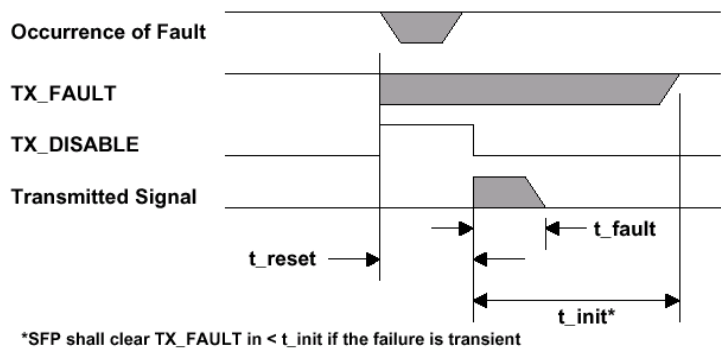 Occurrence of Fault
TX_FAULT
TX_DISABLE
Transmitted Signal
t_fault
t_reset
t_init*
*SFP shall clear TX_FAULT in < t_init if the failure is transient